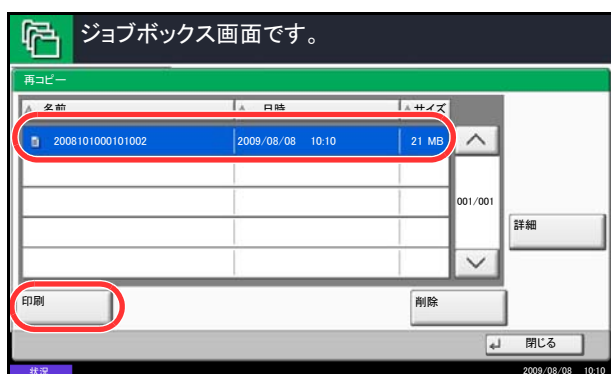 ジョブボックス画面です。
再コピー
名前 日時 サイズ
2008101000101002 2009/08/08 10:10 21 MB
001/001
詳細
印刷 削除
閉じる
状況 2009/08/08 10:10